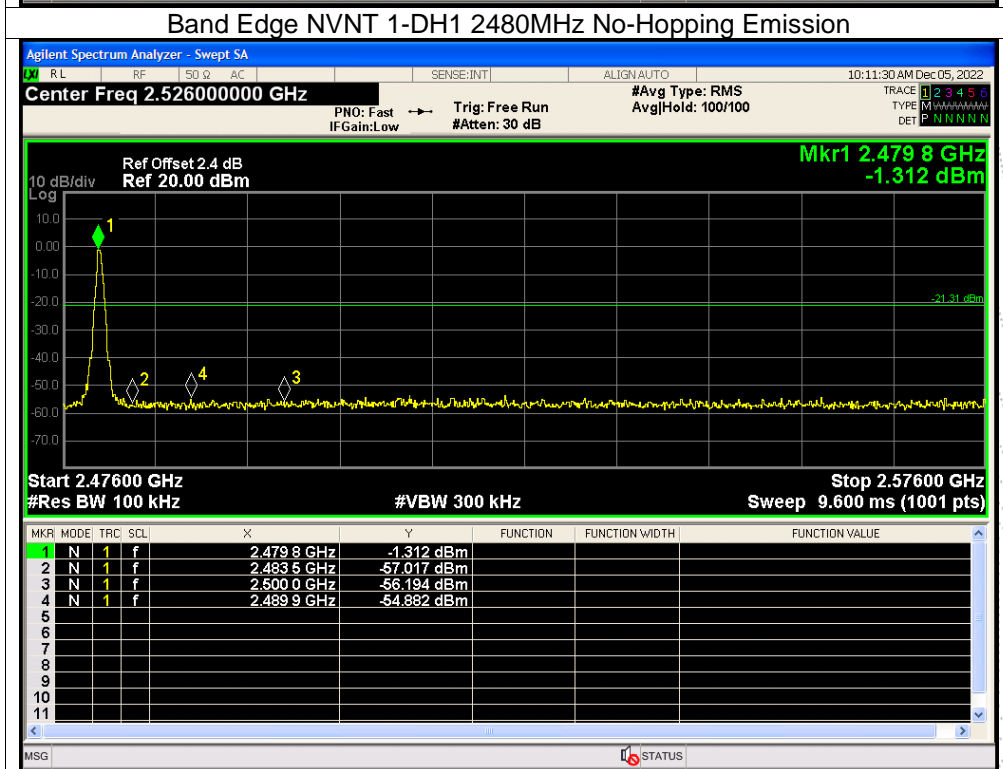 Band Edge NVNT 1-DH1 2480MHz No-Hopping Emission
Agilent Spectrum Analyzer - Swept SA
LXI RL RF 50 Ω AC SENSE:INT ALIGN AUTO 10:11:30 AM Dec 05, 2022
Center Freq 2.526000000 GHz
PNO: Fast
IFGain:Low
Trig: Free Run
#Atten: 30 dB
#Avg Type: RMS
Avg|Hold: 100/100
TRACE 1 2 3 4 5 6
TYPE M
DET P N N N N N
Mkr1 2.479 8 GHz
-1.312 dBm
Ref Offset 2.4 dB
10 dB/div Ref 20.00 dBm
Log
10.0
0.00
-10.0
-20.0
-30.0
-40.0
-50.0
-60.0
-70.0
1
2
4
3
-21.31 dBm
Start 2.47600 GHz Stop 2.57600 GHz
#Res BW 100 kHz #VBW 300 kHz Sweep 9.600 ms (1001 pts)
MKR MODE TRC SCL X Y FUNCTION FUNCTION WIDTH FUNCTION VALUE
1 N 1 f 2.479 8 GHz -1.312 dBm
2 N 1 f 2.483 5 GHz -57.017 dBm
3 N 1 f 2.500 0 GHz -56.194 dBm
4 N 1 f 2.489 9 GHz -54.882 dBm
5
6
7
8
9
10
11
MSG STATUS